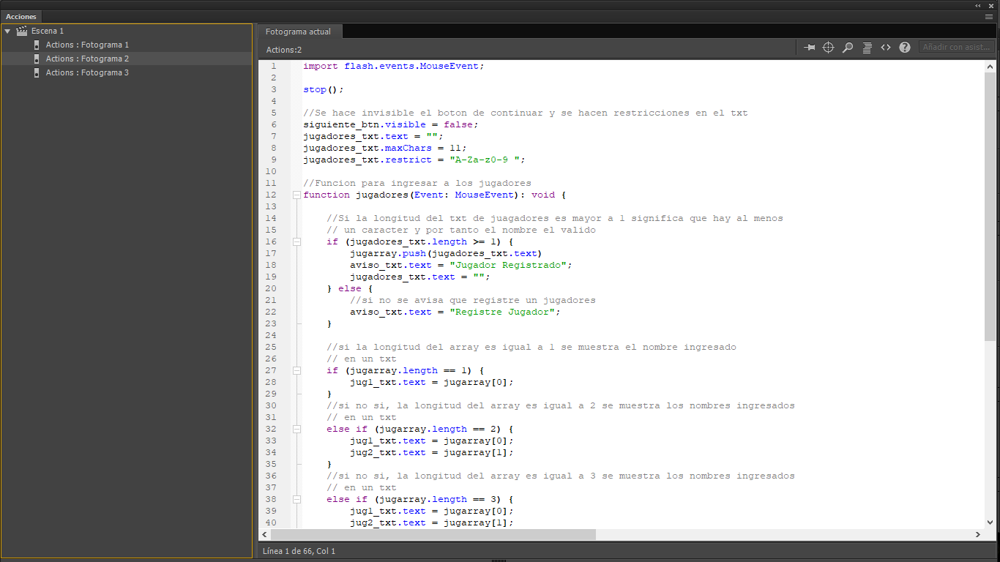 Acciones
Escena 1
Actions : Fotograma 1
Actions : Fotograma 2
Actions : Fotograma 3
Fotograma actual
Actions:2
Añadir con asist...
1 import flash.events.MouseEvent;
2
3 stop();
4
5 //Se hace invisible el boton de continuar y se hacen restricciones en el txt
6 siguiente_btn.visible = false;
7 jugadores_txt.text = "";
8 jugadores_txt.maxChars = 11;
9 jugadores_txt.restrict = "A-Za-z0-9 ";
10
11 //Funcion para ingresar a los jugadores
12 function jugadores(Event: MouseEvent): void {
13
14 //Si la longitud del txt de juagadores es mayor a 1 significa que hay al menos
15 // un caracter y por tanto el nombre el valido
16 if (jugadores_txt.length >= 1) {
17 jugarray.push(jugadores_txt.text)
18 aviso_txt.text = "Jugador Registrado";
19 jugadores_txt.text = "";
20 } else {
21 //si no se avisa que registre un jugadores
22 aviso_txt.text = "Registre Jugador";
23 }
24
25 //si la longitud del array es igual a 1 se muestra el nombre ingresado
26 // en un txt
27 if (jugarray.length == 1) {
28 jug1_txt.text = jugarray[0];
29 }
30 //si no si, la longitud del array es igual a 2 se muestra los nombres ingresados
31 // en un txt
32 else if (jugarray.length == 2) {
33 jug1_txt.text = jugarray[0];
34 jug2_txt.text = jugarray[1];
35 }
36 //si no si, la longitud del array es igual a 3 se muestra los nombres ingresados
37 // en un txt
38 else if (jugarray.length == 3) {
39 jug1_txt.text = jugarray[0];
40 jug2_txt.text = jugarray[1];
Línea 1 de 66, Col 1